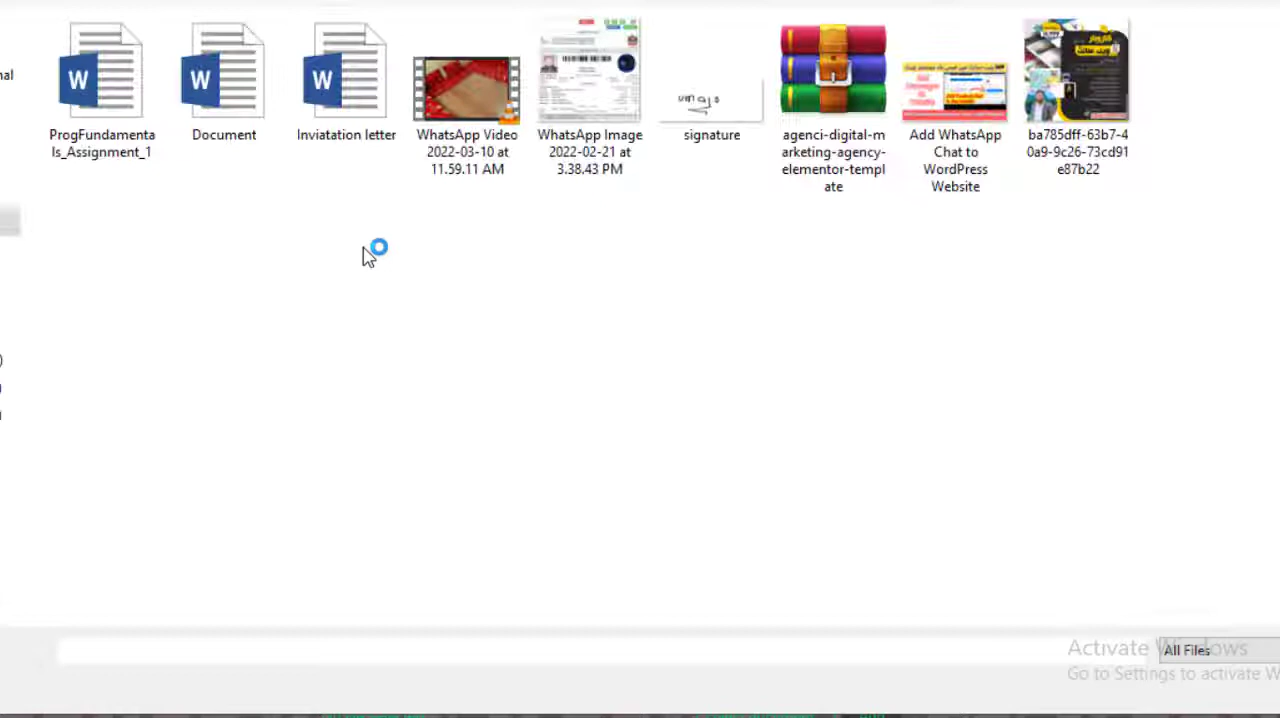 nal
ProgFundamenta
ls_Assignment_1
Document
Inviatation letter
WhatsApp Video
2022-03-10 at
11.59.11 AM
WhatsApp Image
2022-02-21 at
3.38.43 PM
signature
agenci-digital-m
arketing-agency-
elementor-templ
ate
Add WhatsApp
Chat to
WordPress
Website
ba785dff-63b7-4
0a9-9c26-73cd91
e87b22
)
Activate Windows
All Files
Go to Settings to activate W